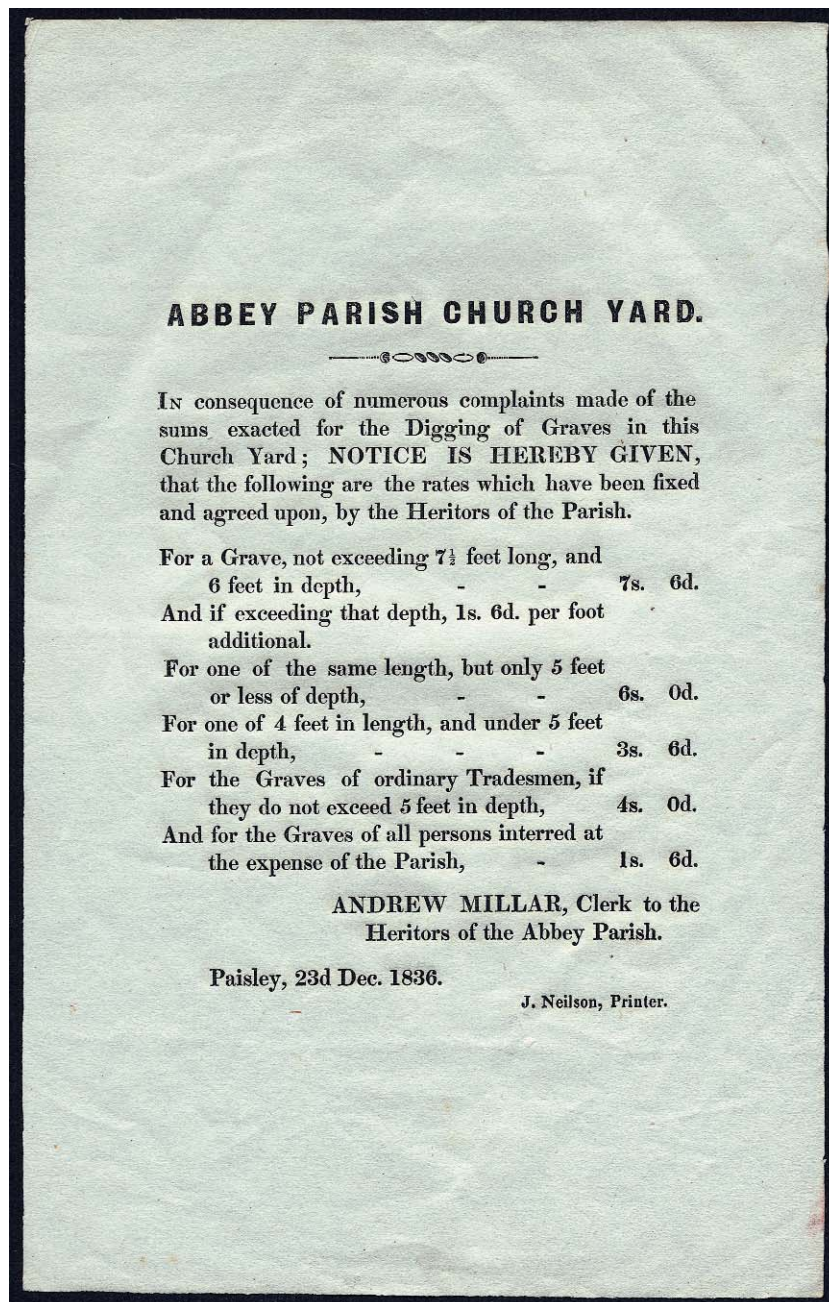 ABBEY PARISH CHURCH YARD.
IN consequence of numerous complaints made of the
sums exacted for the Digging of Graves in this
Church Yard; NOTICE IS HEREBY GIVEN,
that the following are the rates which have been fixed
and agreed upon, by the Heritors of the Parish.
For a Grave, not exceeding 7½ feet long, and
6 feet in depth, - - 7s. 6d.
And if exceeding that depth, 1s. 6d. per foot
additional.
For one of the same length, but only 5 feet
or less of depth, - - 6s. 0d.
For one of 4 feet in length, and under 5 feet
in depth, - - - 3s. 6d.
For the Graves of ordinary Tradesmen, if
they do not exceed 5 feet in depth, 4s. 0d.
And for the Graves of all persons interred at
the expense of the Parish, - 1s. 6d.
ANDREW MILLAR, Clerk to the
Heritors of the Abbey Parish.
Paisley, 23d Dec. 1836.
J. Neilson, Printer.